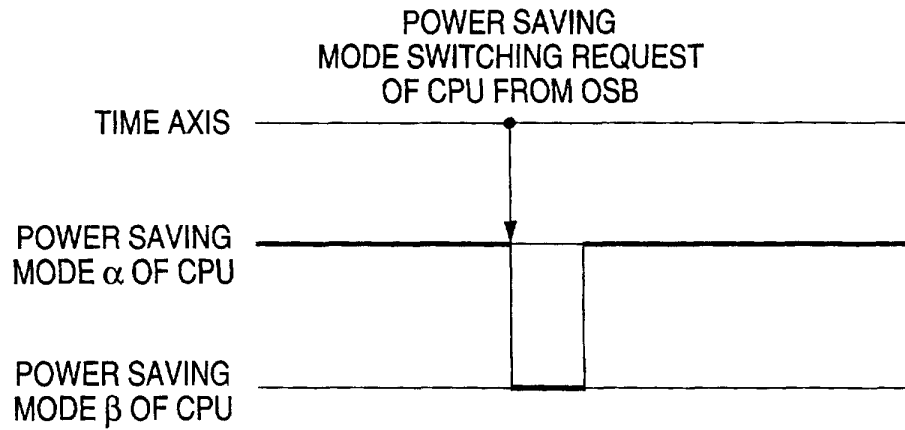 POWER SAVING
MODE SWITCHING REQUEST
OF CPU FROM OSB
TIME AXIS
POWER SAVING
MODE α OF CPU
POWER SAVING
MODE β OF CPU